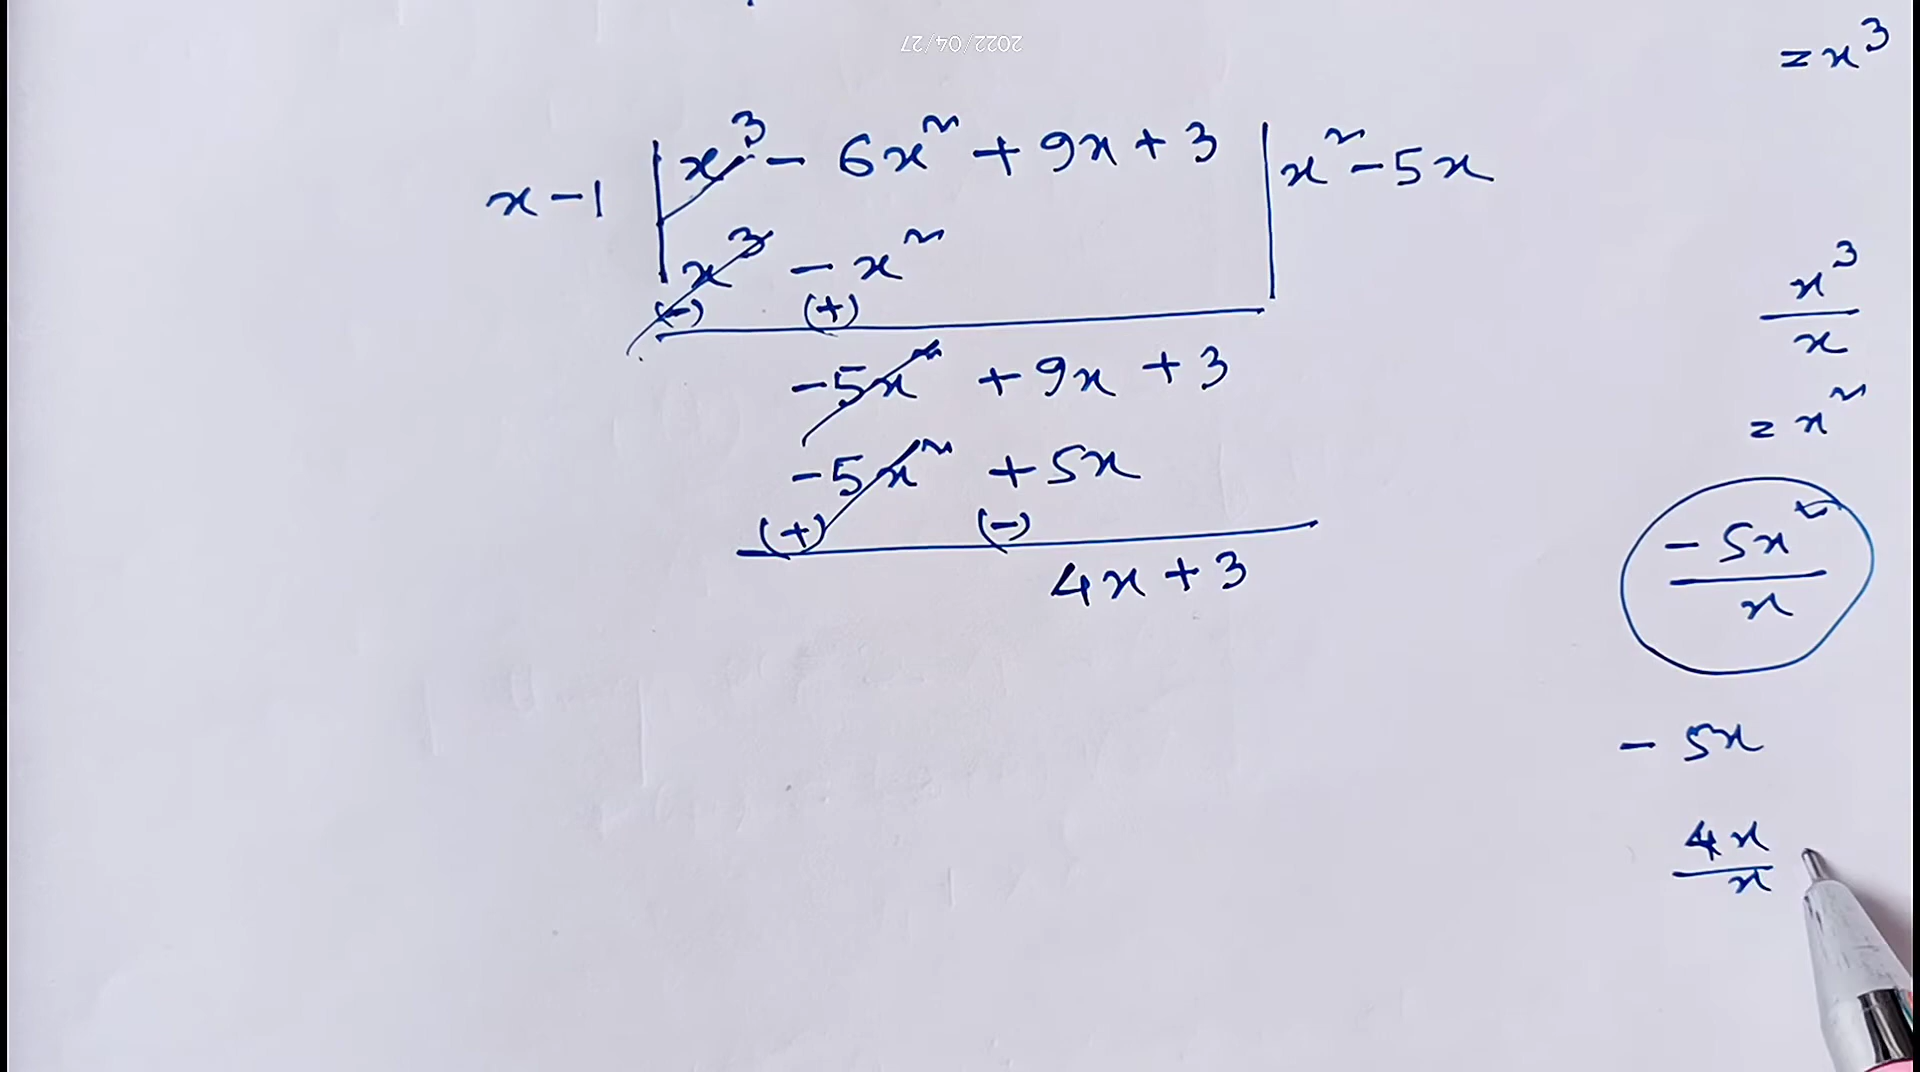 2022/04/27
= x³
x - 1 | x³ - 6x² + 9x + 3 | x² - 5x
x³ - x²
(-) (+)
x³
x
= x²
-5x² + 9x + 3
-5x² + 5x
(+) (-)
4x + 3
-5x²
x
- 5x
4x
x